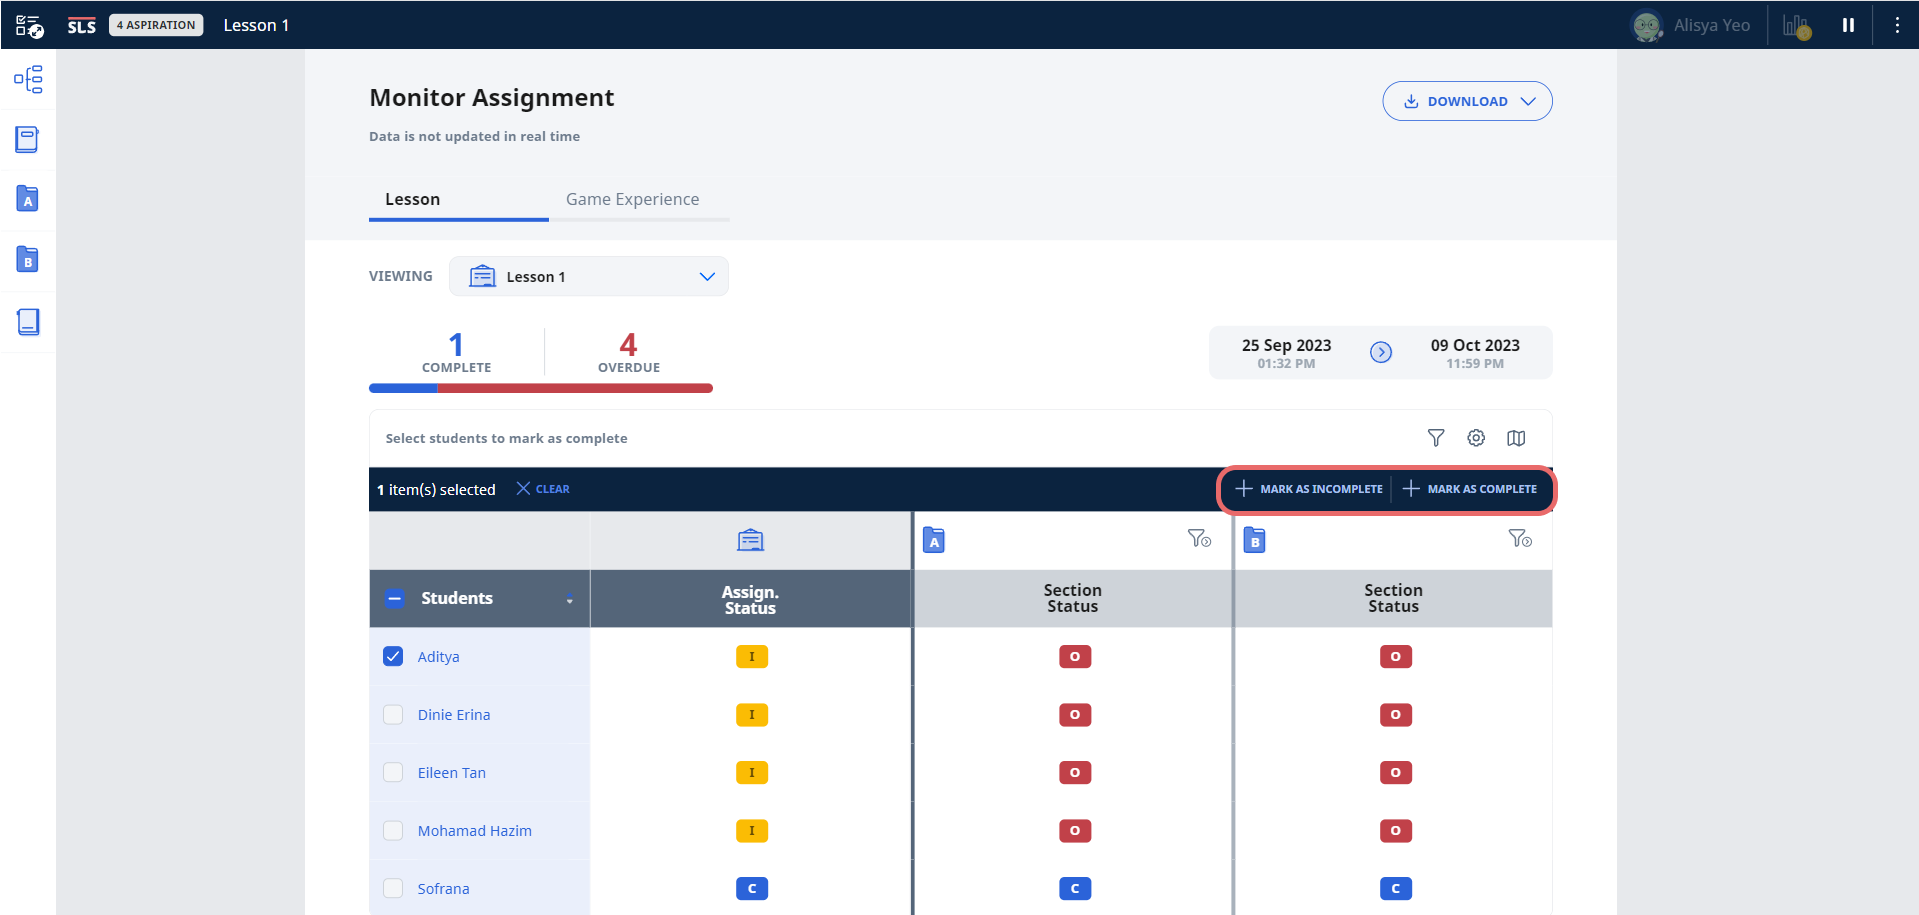 SLS
4 ASPIRATION
Lesson 1
Alisya Yeo
Monitor Assignment
DOWNLOAD
Data is not updated in real time
Lesson
Game Experience
A
B
VIEWING
Lesson 1
1
COMPLETE
4
OVERDUE
25 Sep 2023
01:32 PM
09 Oct 2023
11:59 PM
Select students to mark as complete
1 item(s) selected
CLEAR
MARK AS INCOMPLETE
MARK AS COMPLETE
A
B
Students
Assign.
Status
Section
Status
Section
Status
Aditya
I
O
O
Dinie Erina
I
O
O
Eileen Tan
I
O
O
Mohamad Hazim
I
O
O
Sofrana
C
C
C